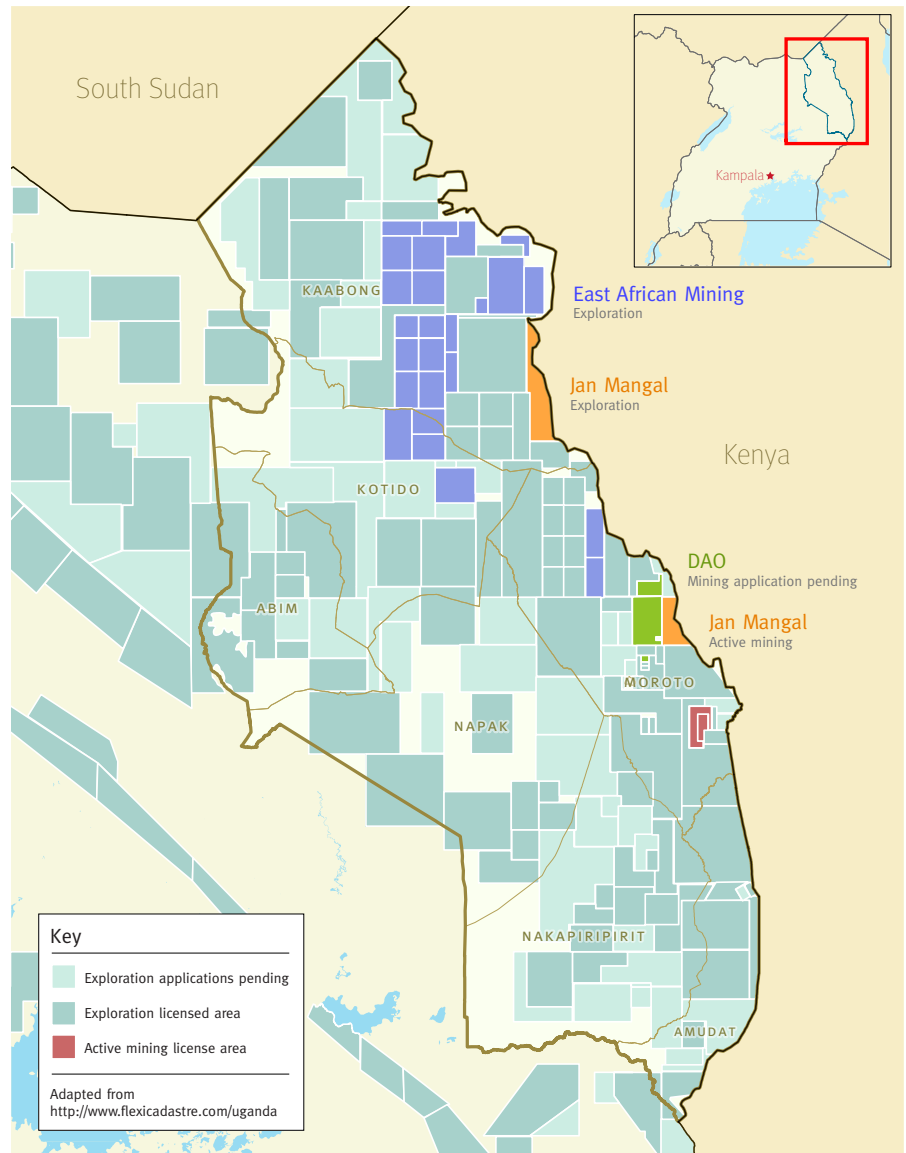 South Sudan
Kampala
KAABONG
East African Mining
Exploration
Jan Mangal
Exploration
Kenya
KOTIDO
DAO
Mining application pending
ABIM
Jan Mangal
Active mining
MOROTO
NAPAK
NAKAPIRIPIRIT
AMUDAT
Key
Exploration applications pending
Exploration licensed area
Active mining license area
Adapted from
http://www.flexicadastre.com/uganda